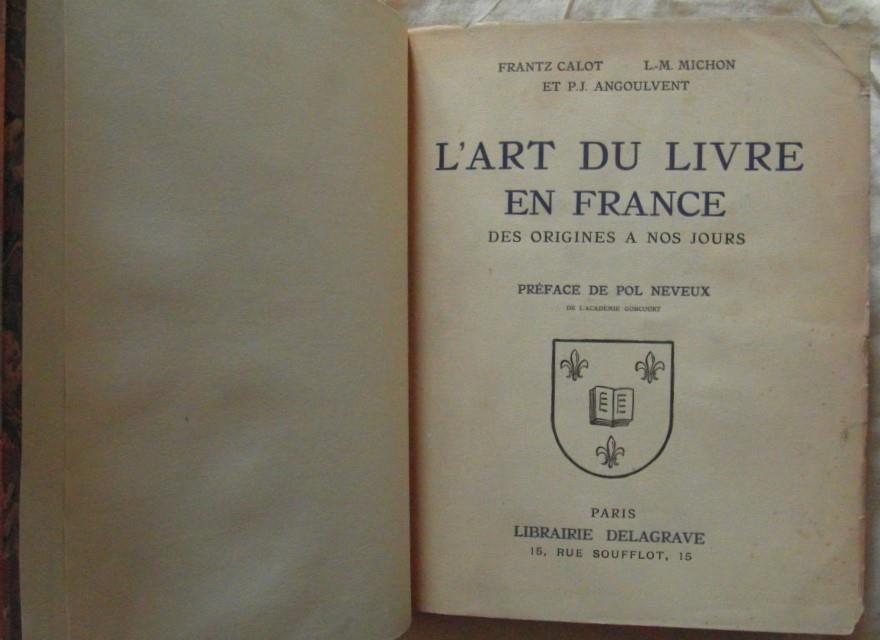 FRANTZ CALOT L.-M. MICHON
ET P.J. ANGOULVENT
L'ART DU LIVRE
EN FRANCE
DES ORIGINES A NOS JOURS
PRÉFACE DE POL NEVEUX
DE L'ACADÉMIE GONCOURT
PARIS
LIBRAIRIE DELAGRAVE
15, RUE SOUFFLOT, 15